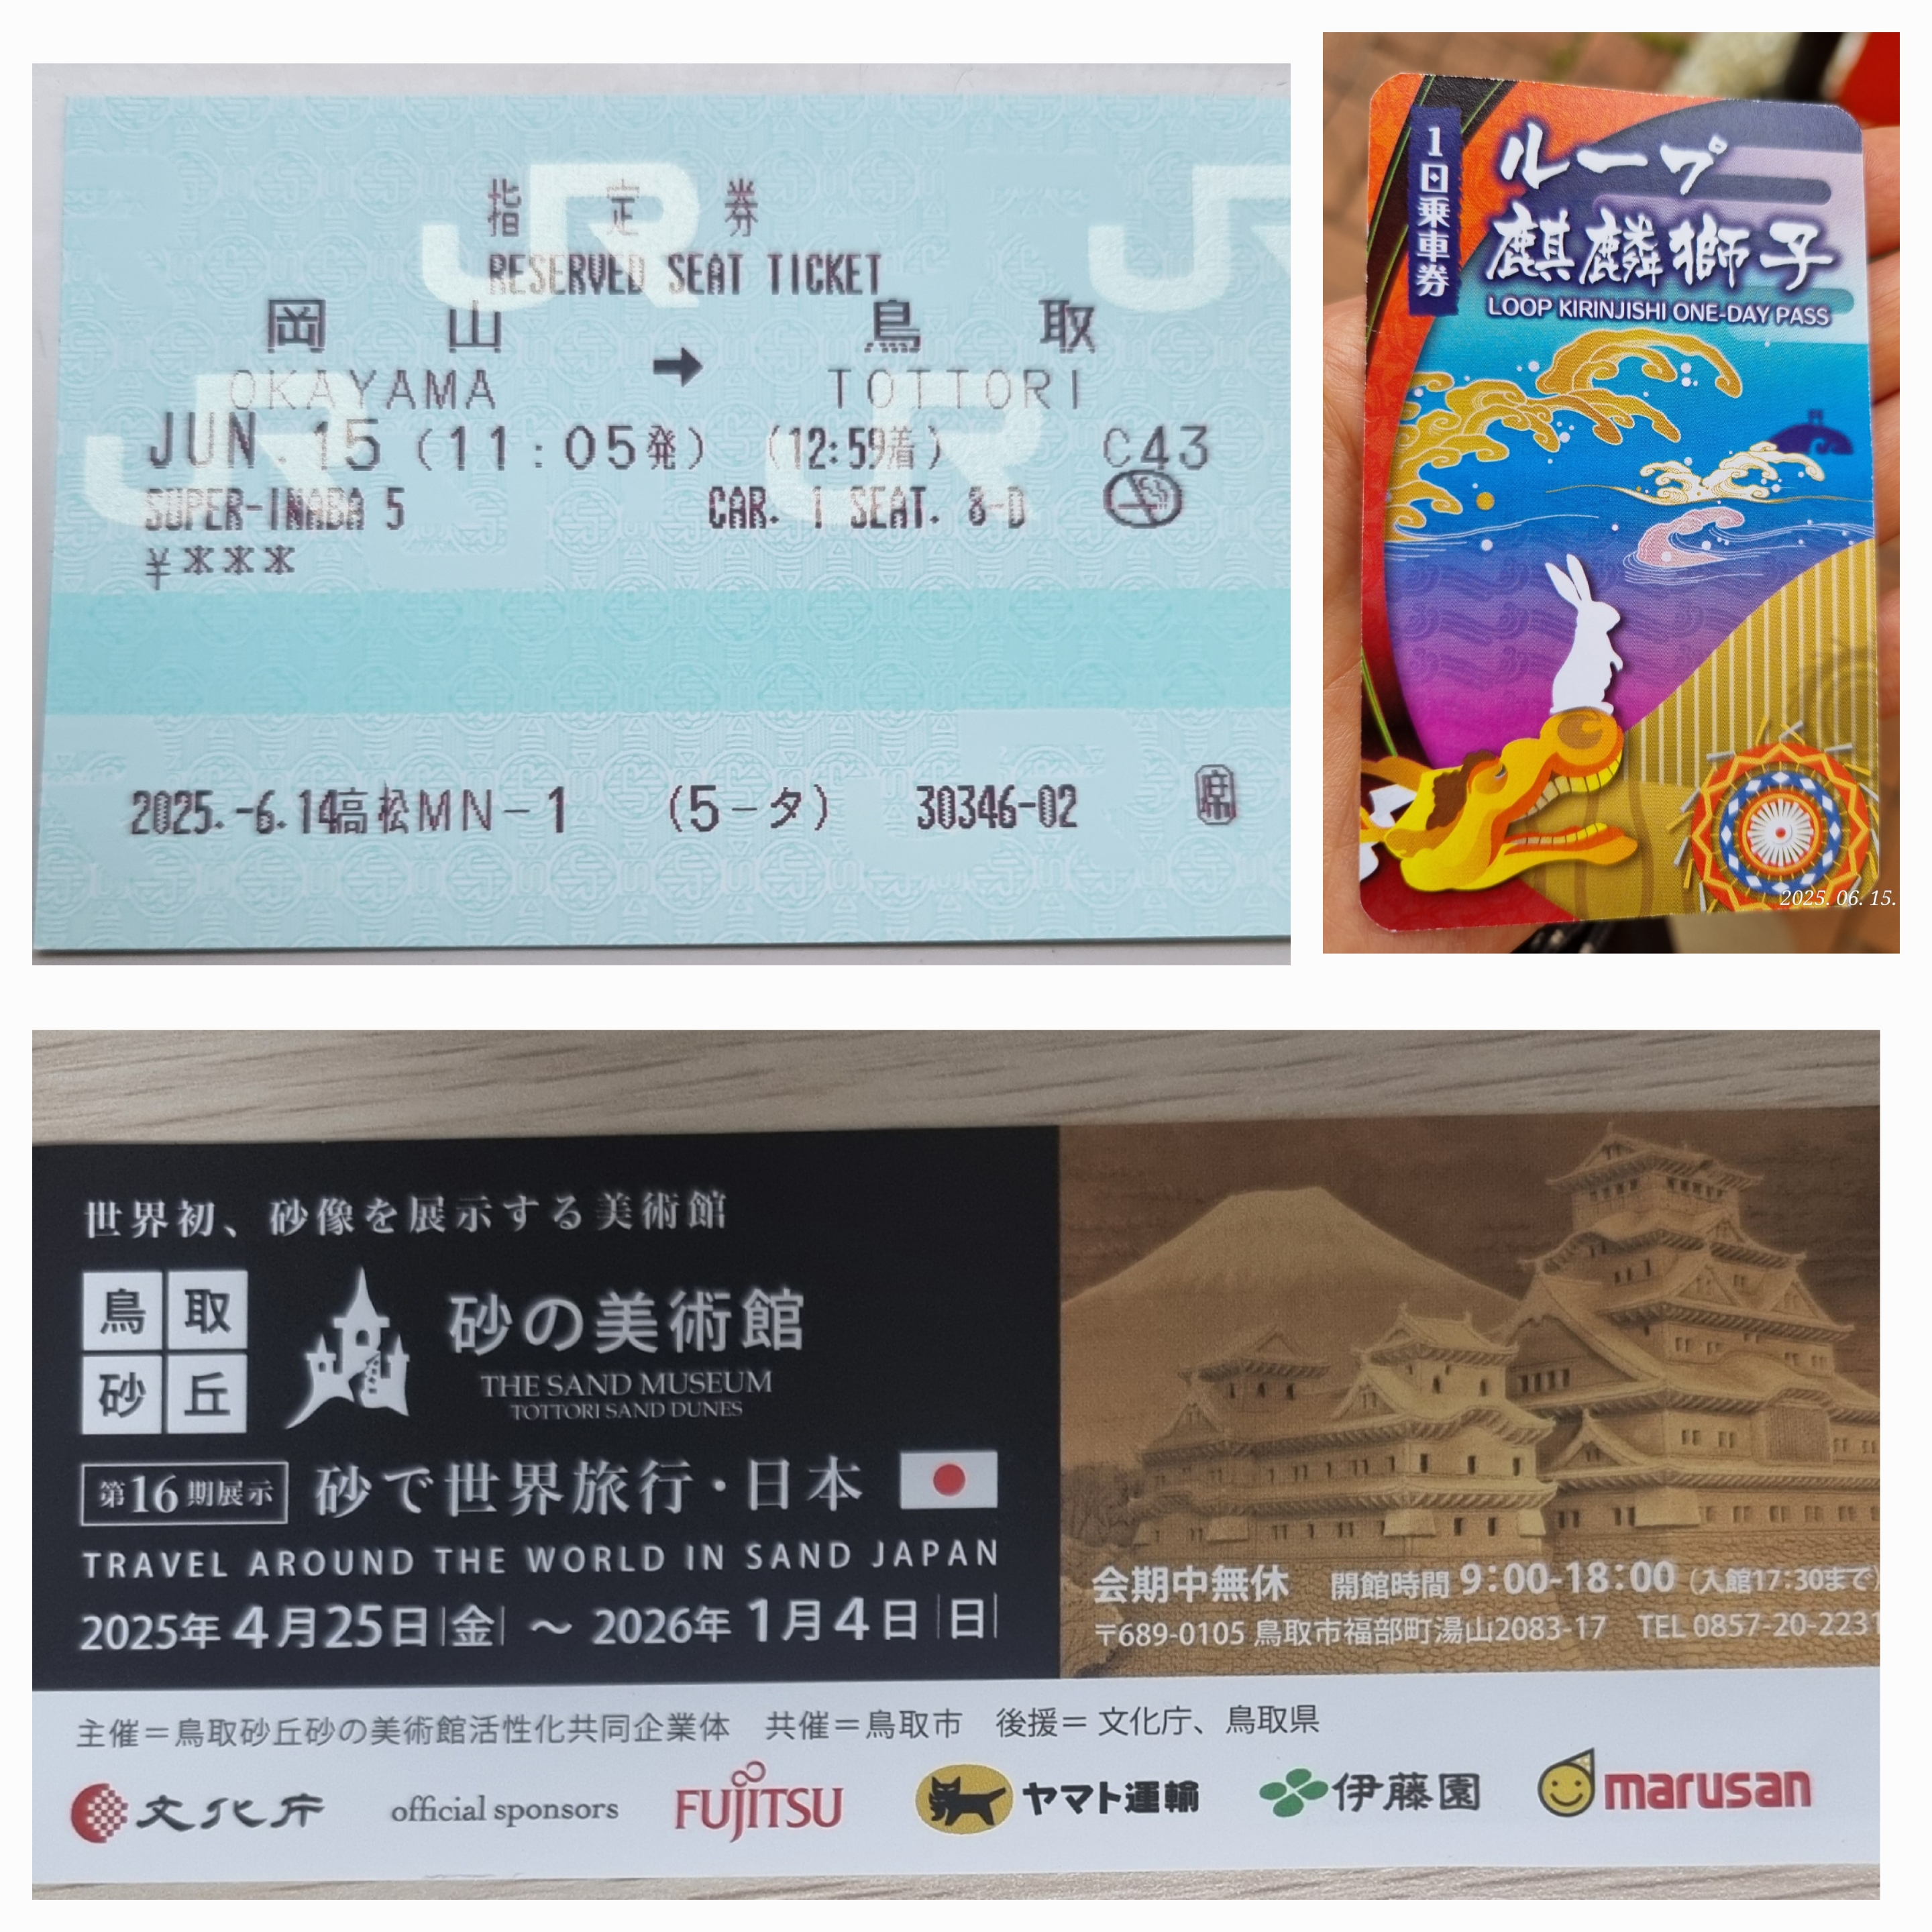 指定券
RESERVED SEAT TICKET
岡山 → 鳥取
OKAYAMA TOTTORI
JUN. 15 (11:05発) (12:59着) C43
SUPER-INABA 5 CAR. 1 SEAT. 8-D
¥***
2025.-6.14高松MN-1 (5-タ) 30346-02 席
JR
1日乗車券
ループ
麒麟獅子
LOOP KIRINJISHI ONE-DAY PASS
2025. 06. 15.
世界初、砂像を展示する美術館
鳥取砂丘
砂の美術館
THE SAND MUSEUM
TOTTORI SAND DUNES
第16期展示 砂で世界旅行・日本
TRAVEL AROUND THE WORLD IN SAND JAPAN
2025年4月25日|金| ～ 2026年1月4日|日|
会期中無休 開館時間 9:00-18:00 (入館17:30まで)
〒689-0105 鳥取市福部町湯山2083-17 TEL 0857-20-2231
主催＝鳥取砂丘砂の美術館活性化共同企業体 共催＝鳥取市 後援＝文化庁、鳥取県
文化庁 official sponsors FUJITSU ヤマト運輸 伊藤園 marusan